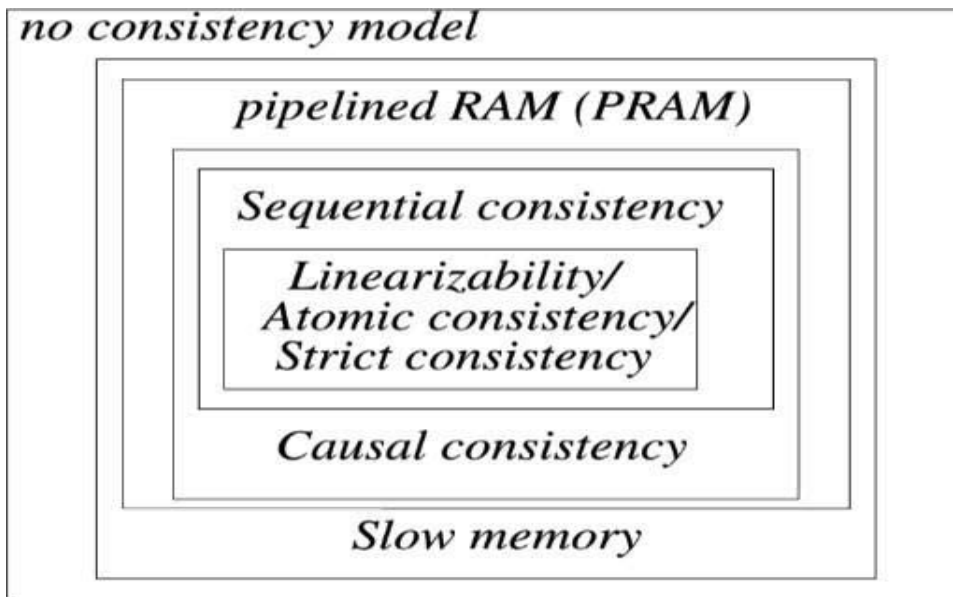 no consistency model
pipelined RAM (PRAM)
Sequential consistency
Linearizability/
Atomic consistency/
Strict consistency
Causal consistency
Slow memory